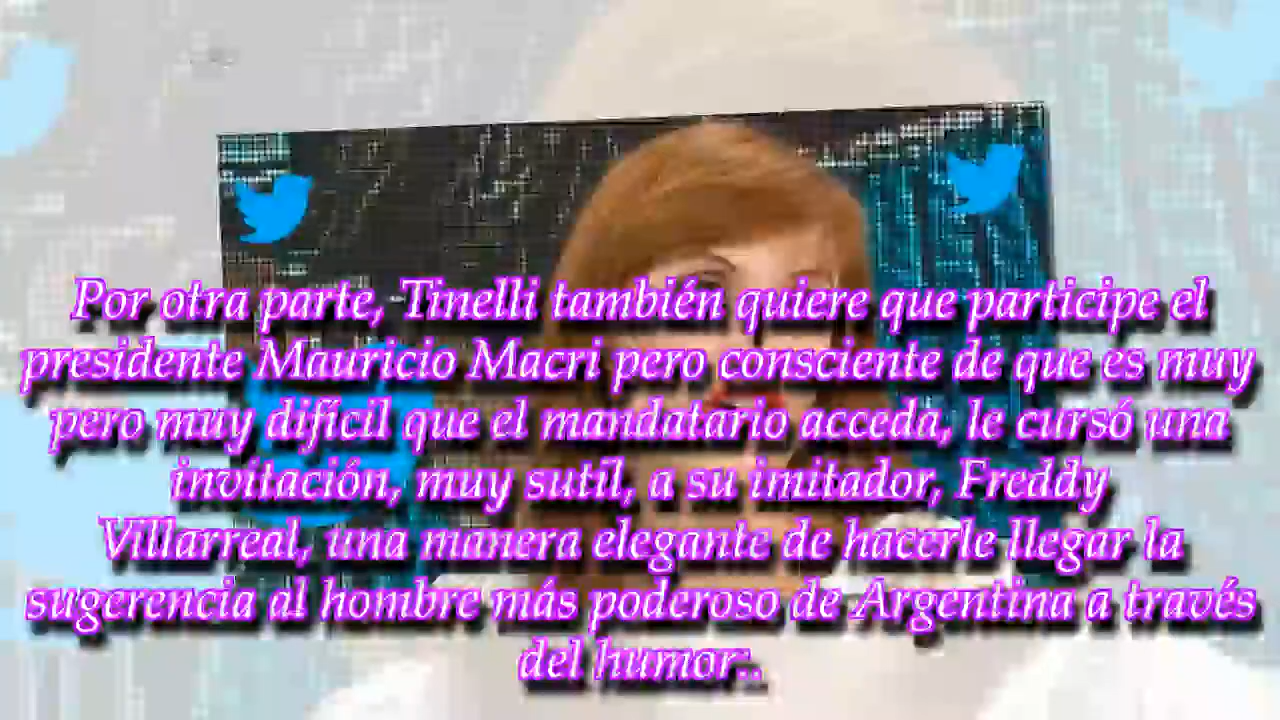 Por otra parte, Tinelli también quiere que participe el
presidente Mauricio Macri pero consciente de que es muy
pero muy difícil que el mandatario acceda, le cursó una
invitación, muy sutil, a su imitador, Freddy
Villarreal, una manera elegante de hacerle llegar la
sugerencia al hombre más poderoso de Argentina a través
del humor..